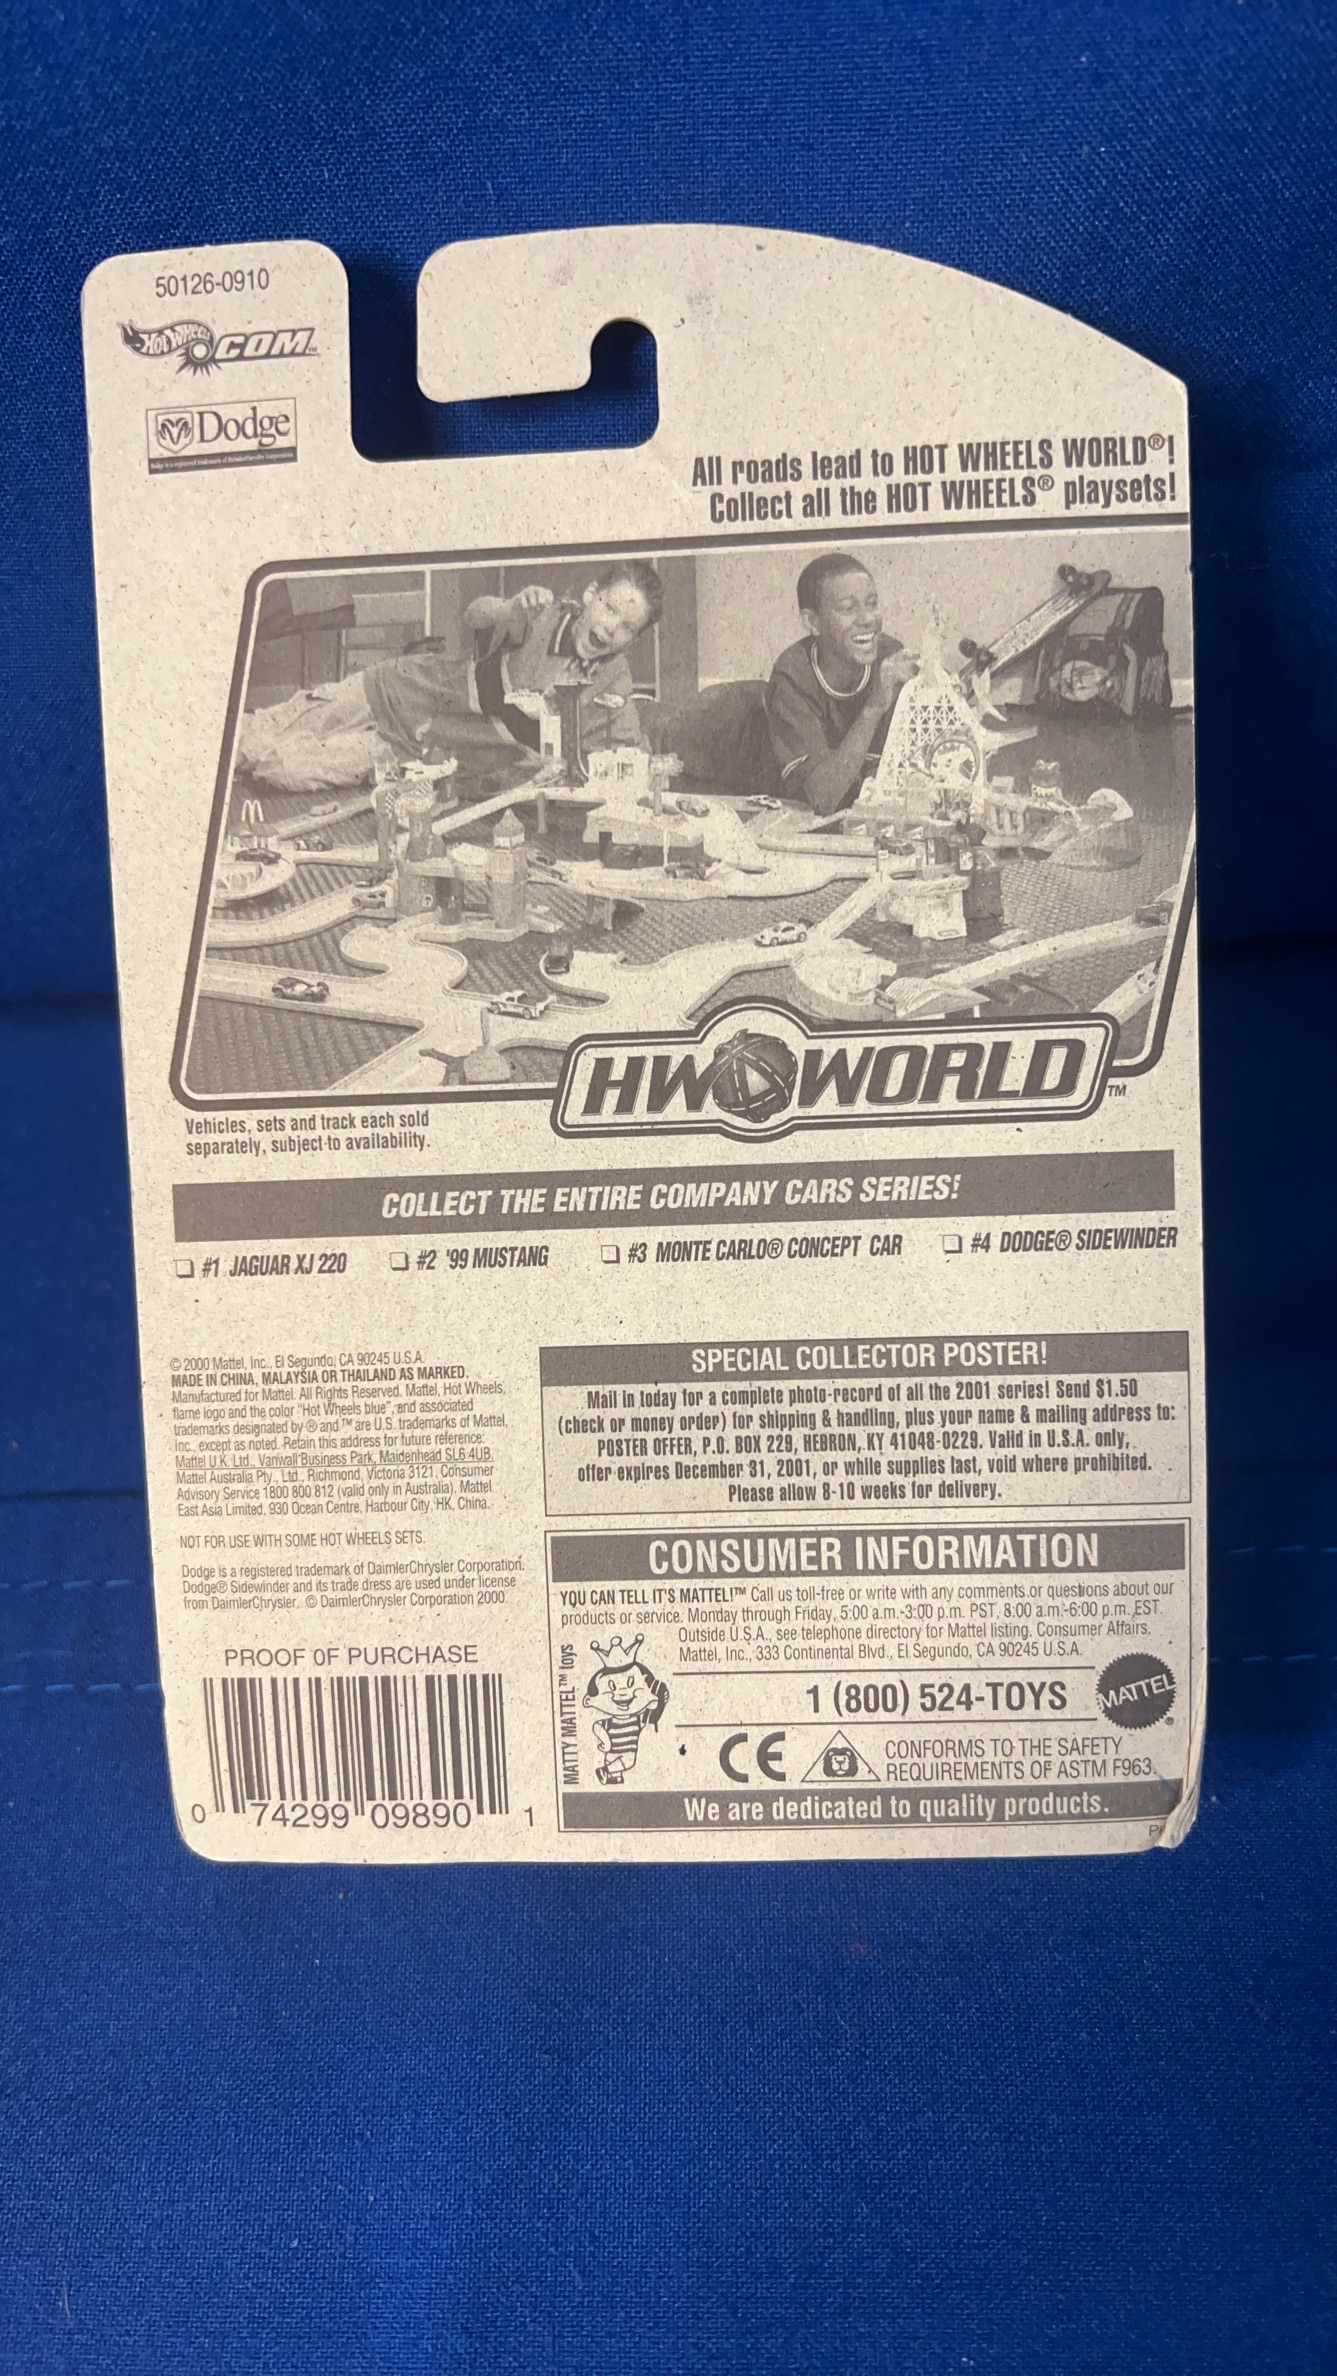 50126-0910
HOT WHEELS .COM™
Dodge
Dodge is a registered trademark of DaimlerChrysler Corporation.
All roads lead to HOT WHEELS WORLD®!
Collect all the HOT WHEELS® playsets!
HW WORLD™
Vehicles, sets and track each sold
separately, subject to availability.
COLLECT THE ENTIRE COMPANY CARS SERIES!
❑ #1 JAGUAR XJ 220 ❑ #2 '99 MUSTANG ❑ #3 MONTE CARLO® CONCEPT CAR ❑ #4 DODGE® SIDEWINDER
© 2000 Mattel, Inc., El Segundo, CA 90245 U.S.A.
MADE IN CHINA, MALAYSIA OR THAILAND AS MARKED.
Manufactured for Mattel. All Rights Reserved. Mattel, Hot Wheels,
flame logo and the color "Hot Wheels blue", and associated
trademarks designated by ® and ™ are U.S. trademarks of Mattel,
Inc., except as noted. Retain this address for future reference:
Mattel U.K. Ltd., Vanwall Business Park, Maidenhead SL6 4UB.
Mattel Australia Pty., Ltd., Richmond, Victoria 3121. Consumer
Advisory Service 1800 800 812 (valid only in Australia). Mattel
East Asia Limited, 930 Ocean Centre, Harbour City, HK, China.
NOT FOR USE WITH SOME HOT WHEELS SETS.
Dodge is a registered trademark of DaimlerChrysler Corporation.
Dodge® Sidewinder and its trade dress are used under license
from DaimlerChrysler. © DaimlerChrysler Corporation 2000.
PROOF OF PURCHASE
0 74299 09890 1
SPECIAL COLLECTOR POSTER!
Mail in today for a complete photo-record of all the 2001 series! Send $1.50
(check or money order) for shipping & handling, plus your name & mailing address to:
POSTER OFFER, P.O. BOX 229, HEBRON, KY 41048-0229. Valid in U.S.A. only,
offer expires December 31, 2001, or while supplies last, void where prohibited.
Please allow 8-10 weeks for delivery.
CONSUMER INFORMATION
YOU CAN TELL IT'S MATTEL!™ Call us toll-free or write with any comments or questions about our
products or service. Monday through Friday, 5:00 a.m.-3:00 p.m. PST, 8:00 a.m.-6:00 p.m. EST.
Outside U.S.A., see telephone directory for Mattel listing. Consumer Affairs,
Mattel, Inc., 333 Continental Blvd., El Segundo, CA 90245 U.S.A.
MATTY MATTEL™ toys
1 (800) 524-TOYS
MATTEL®
CE
CONFORMS TO THE SAFETY
REQUIREMENTS OF ASTM F963.
We are dedicated to quality products.